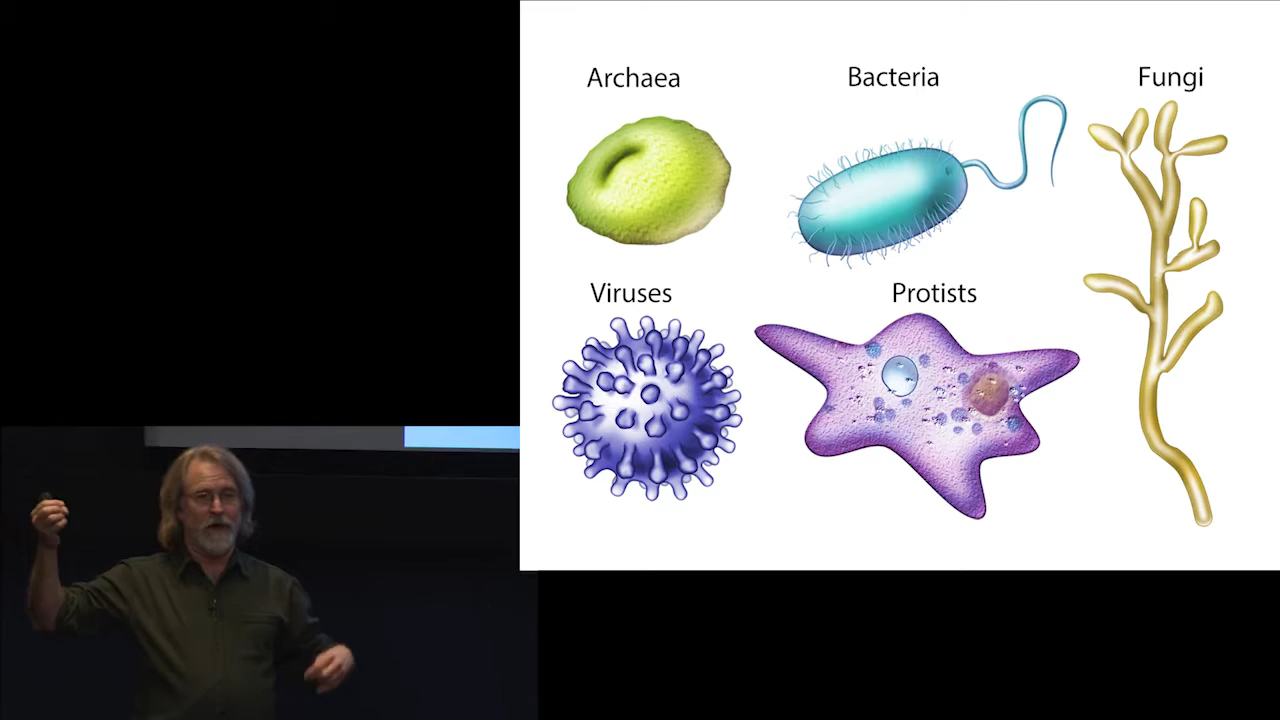 Archaea
Bacteria
Fungi
Viruses
Protists